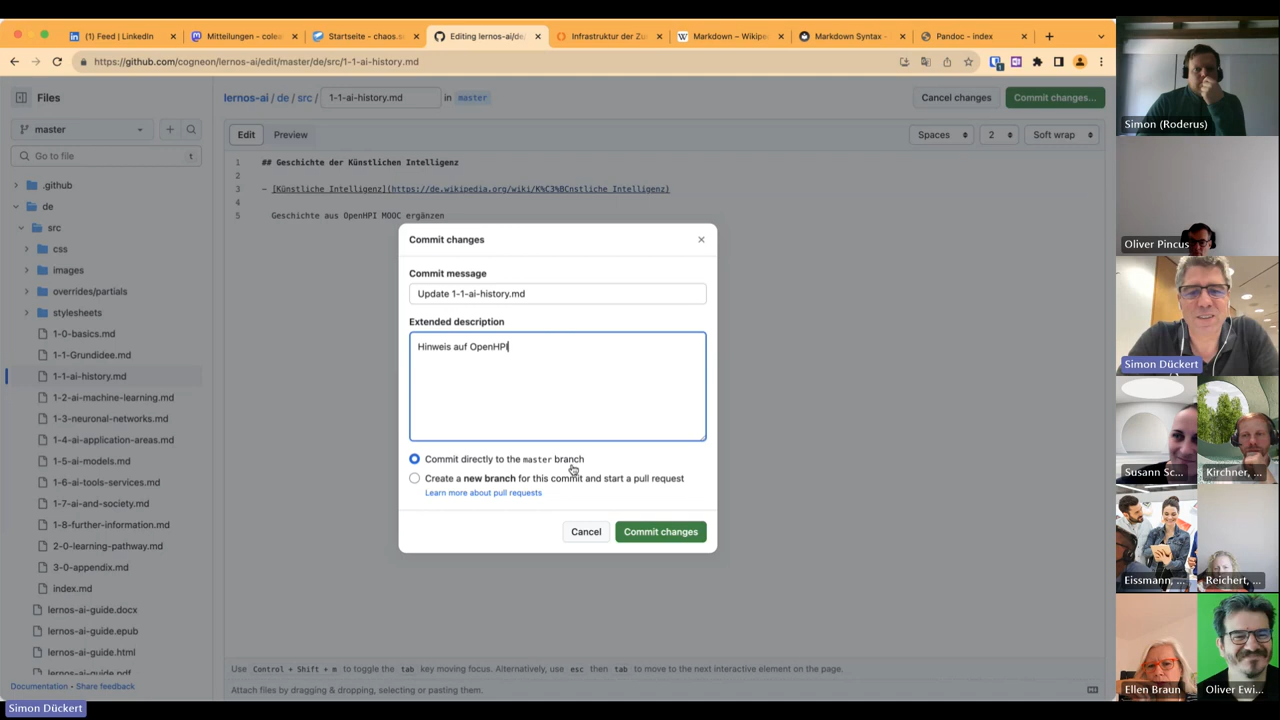 (1) Feed | LinkedIn
Mitteilungen - colea
Startseite - chaos.s
Editing lernos-ai/de/
Infrastruktur der Zu
Markdown – Wikipe
Markdown Syntax -
Pandoc - index
https://github.com/cogneon/lernos-ai/edit/master/de/src/1-1-ai-history.md
Files
master
Go to file
t
.github
de
src
css
images
overrides/partials
stylesheets
1-0-basics.md
1-1-Grundidee.md
1-1-ai-history.md
1-2-ai-machine-learning.md
1-3-neuronal-networks.md
1-4-ai-application-areas.md
1-5-ai-models.md
1-6-ai-tools-services.md
1-7-ai-and-society.md
1-8-further-information.md
2-0-learning-pathway.md
3-0-appendix.md
index.md
lernos-ai-guide.docx
lernos-ai-guide.epub
lernos-ai-guide.html
lernos-ai-guide.pdf
Documentation • Share feedback
lernos-ai / de / src / 1-1-ai-history.md in master
Cancel changes
Commit changes...
Edit
Preview
Spaces
2
Soft wrap
1 ## Geschichte der Künstlichen Intelligenz
2
3 - [Künstliche Intelligenz](https://de.wikipedia.org/wiki/K%C3%BCnstliche Intelligenz)
4
5 Geschichte aus OpenHPI MOOC ergänzen
Commit changes
Commit message
Update 1-1-ai-history.md
Extended description
Hinweis auf OpenHPI
Commit directly to the master branch
Create a new branch for this commit and start a pull request
Learn more about pull requests
Cancel
Commit changes
Use Control + Shift + m to toggle the tab key moving focus. Alternatively, use esc then tab to move to the next interactive element on the page.
Attach files by dragging & dropping, selecting or pasting them.
Simon Dückert
Simon (Roderus)
Oliver Pincus
Simon Dückert
Susann Sc...
Kirchner, ...
Eissmann, ...
Reichert, ...
Ellen Braun
Oliver Ewi...